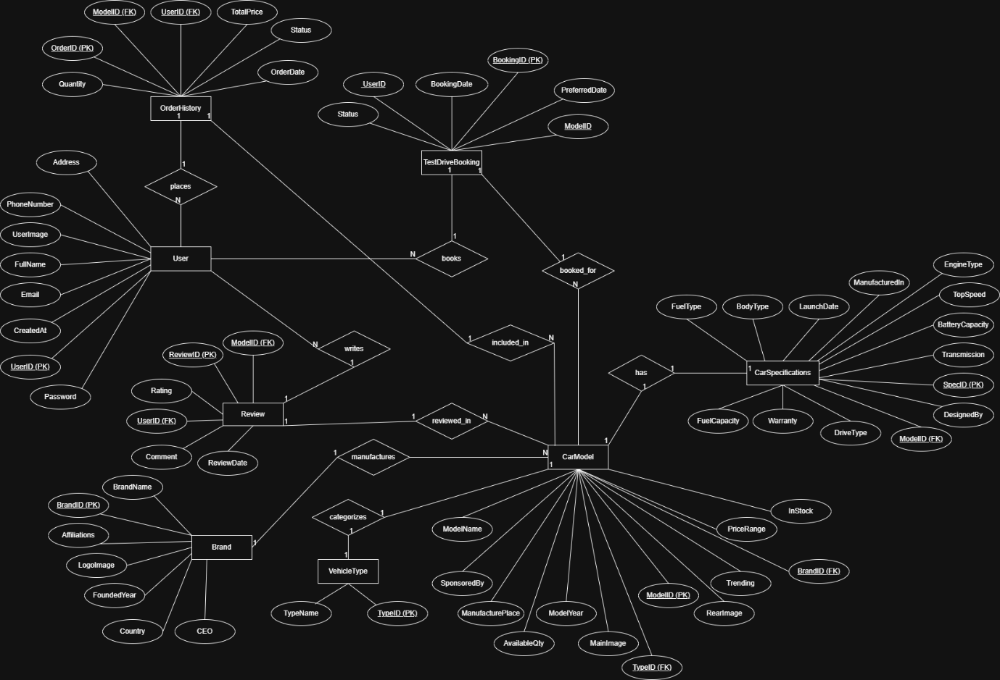 ModelID (FK)
UserID (FK)
TotalPrice
Status
OrderID (PK)
OrderDate
Quantity
OrderHistory
1
1
BookingID (PK)
UserID
BookingDate
PreferredDate
Status
ModelID
TestDriveBooking
1
1
Address
1
places
N
PhoneNumber
UserImage
FullName
Email
CreatedAt
UserID (PK)
Password
User
N
1
books
1
booked_for
N
EngineType
ManufacturedIn
TopSpeed
FuelType
BodyType
LaunchDate
BatteryCapacity
Transmission
SpecID (PK)
DesignedBy
ModelID (FK)
CarSpecifications
1
FuelCapacity
Warranty
DriveType
has
1
1
1
included_in
N
N
writes
1
ModelID (FK)
ReviewID (PK)
Rating
UserID (FK)
Comment
ReviewDate
Review
1
1
1
reviewed_in
N
1
manufactures
N
CarModel
1
1
BrandName
BrandID (PK)
Affiliations
LogoImage
FoundedYear
Country
CEO
Brand
1
categorizes
1
1
1
VehicleType
TypeName
TypeID (PK)
ModelName
SponsoredBy
ManufacturePlace
AvailableQty
ModelYear
MainImage
TypeID (FK)
ModelID (PK)
RearImage
Trending
BrandID (FK)
PriceRange
InStock